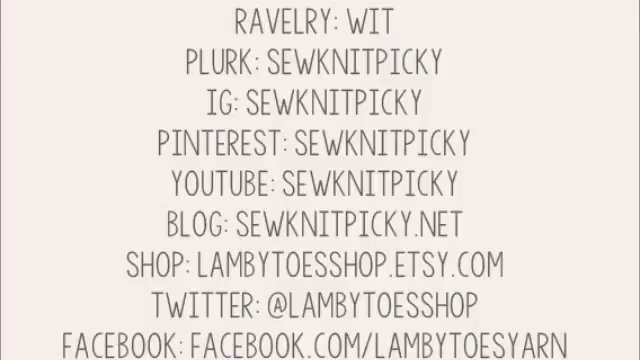 RAVELRY: WIT
PLURK: SEWKNITPICKY
IG: SEWKNITPICKY
PINTEREST: SEWKNITPICKY
YOUTUBE: SEWKNITPICKY
BLOG: SEWKNITPICKY.NET
SHOP: LAMBYTOESSHOP.ETSY.COM
TWITTER: @LAMBYTOESSHOP
FACEBOOK: FACEBOOK.COM/LAMBYTOESYARN